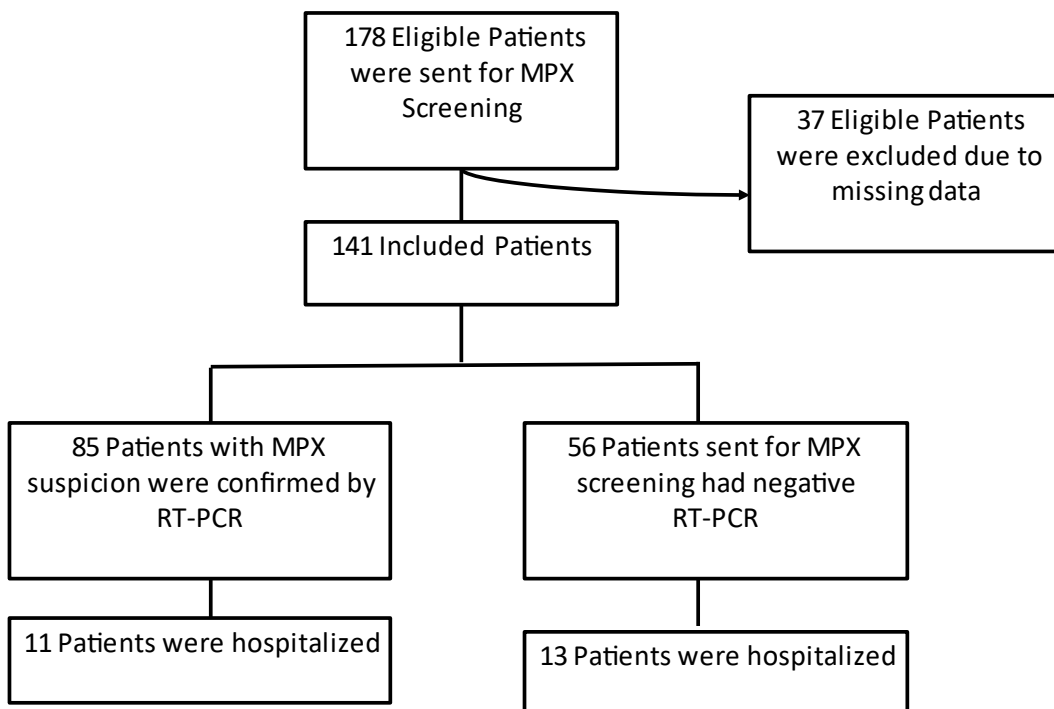 178 Eligible Patients
were sent for MPX
Screening
37 Eligible Patients
were excluded due to
missing data
141 Included Patients
85 Patients with MPX
suspicion were confirmed by
RT-PCR
56 Patients sent for MPX
screening had negative
RT-PCR
11 Patients were hospitalized
13 Patients were hospitalized